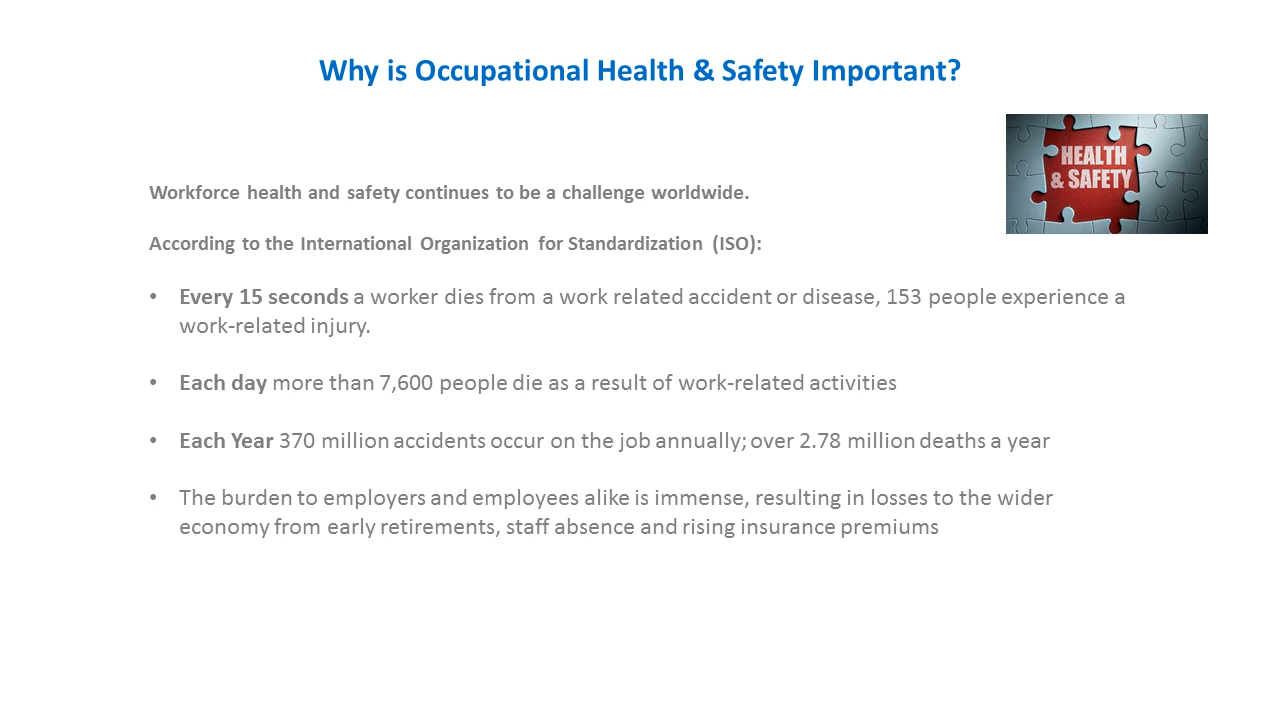 Why is Occupational Health & Safety Important?
HEALTH
& SAFETY
Workforce health and safety continues to be a challenge worldwide.
According to the International Organization for Standardization (ISO):
• Every 15 seconds a worker dies from a work related accident or disease, 153 people experience a
work-related injury.
• Each day more than 7,600 people die as a result of work-related activities
• Each Year 370 million accidents occur on the job annually; over 2.78 million deaths a year
• The burden to employers and employees alike is immense, resulting in losses to the wider
economy from early retirements, staff absence and rising insurance premiums